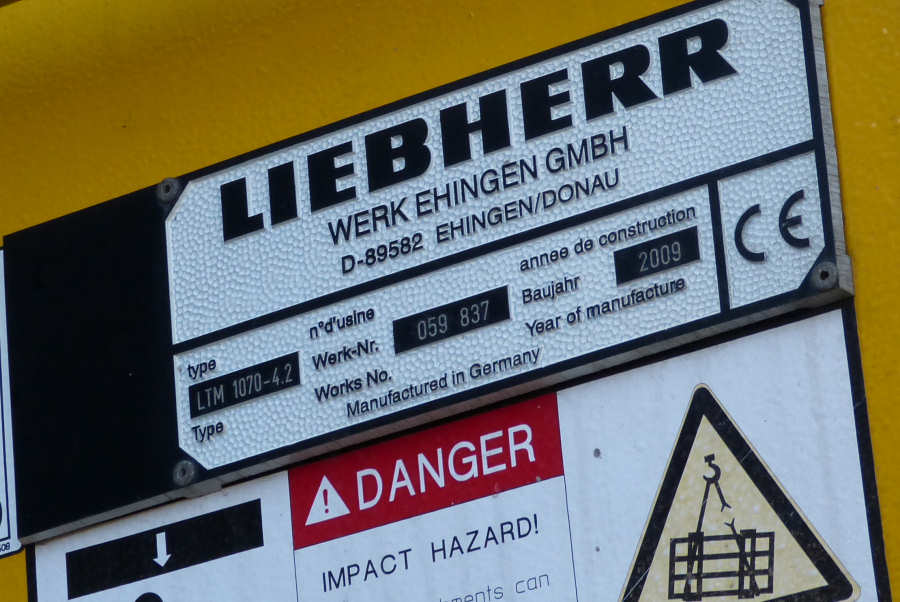 LIEBHERR
WERK EHINGEN GMBH
D-89582 EHINGEN/DONAU
CE
type
LTM 1070-4.2
Type
n°d'usine
Werk-Nr.
Works No.
059 837
annee de construction
Baujahr
Year of manufacture
2009
Manufactured in Germany
DANGER
IMPACT HAZARD!
can